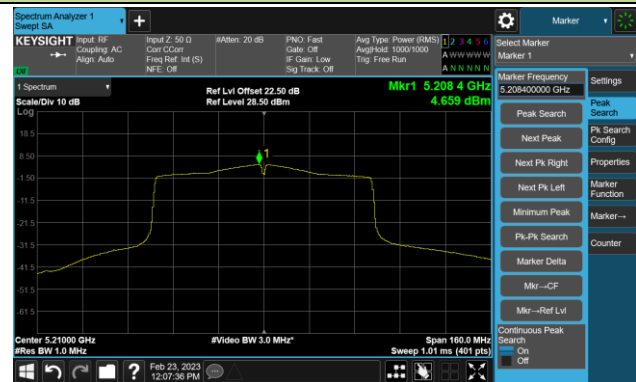 Spectrum Analyzer 1
Swept SA
+
Marker
KEYSIGHT
Input: RF
Coupling: AC
Align: Auto
Input Z: 50 Ω
Corr CCorr
Freq Ref: Int (S)
NFE: Off
#Atten: 20 dB
PNO: Fast
Gate: Off
IF Gain: Low
Sig Track: Off
Avg Type: Power (RMS)
Avg|Hold: 1000/1000
Trig: Free Run
1 2 3 4 5 6
A W W W W W
A N N N N N
LXI
Select Marker
Marker 1
1 Spectrum
Scale/Div 10 dB
Log
Ref Lvl Offset 22.50 dB
Ref Level 28.50 dBm
Mkr1 5.208 4 GHz
4.659 dBm
18.5
8.50
-1.50
-11.5
-21.5
-31.5
-41.5
-51.5
-61.5
1
Center 5.21000 GHz
#Res BW 1.0 MHz
#Video BW 3.0 MHz*
Span 160.0 MHz
Sweep 1.01 ms (401 pts)
Marker Frequency
5.208400000 GHz
Peak Search
Next Peak
Next Pk Right
Next Pk Left
Minimum Peak
Pk-Pk Search
Marker Delta
Mkr→CF
Mkr→Ref Lvl
Continuous Peak
Search
On
Off
Settings
Peak
Search
Pk Search
Config
Properties
Marker
Function
Marker→
Counter
?
Feb 23, 2023
12:07:36 PM